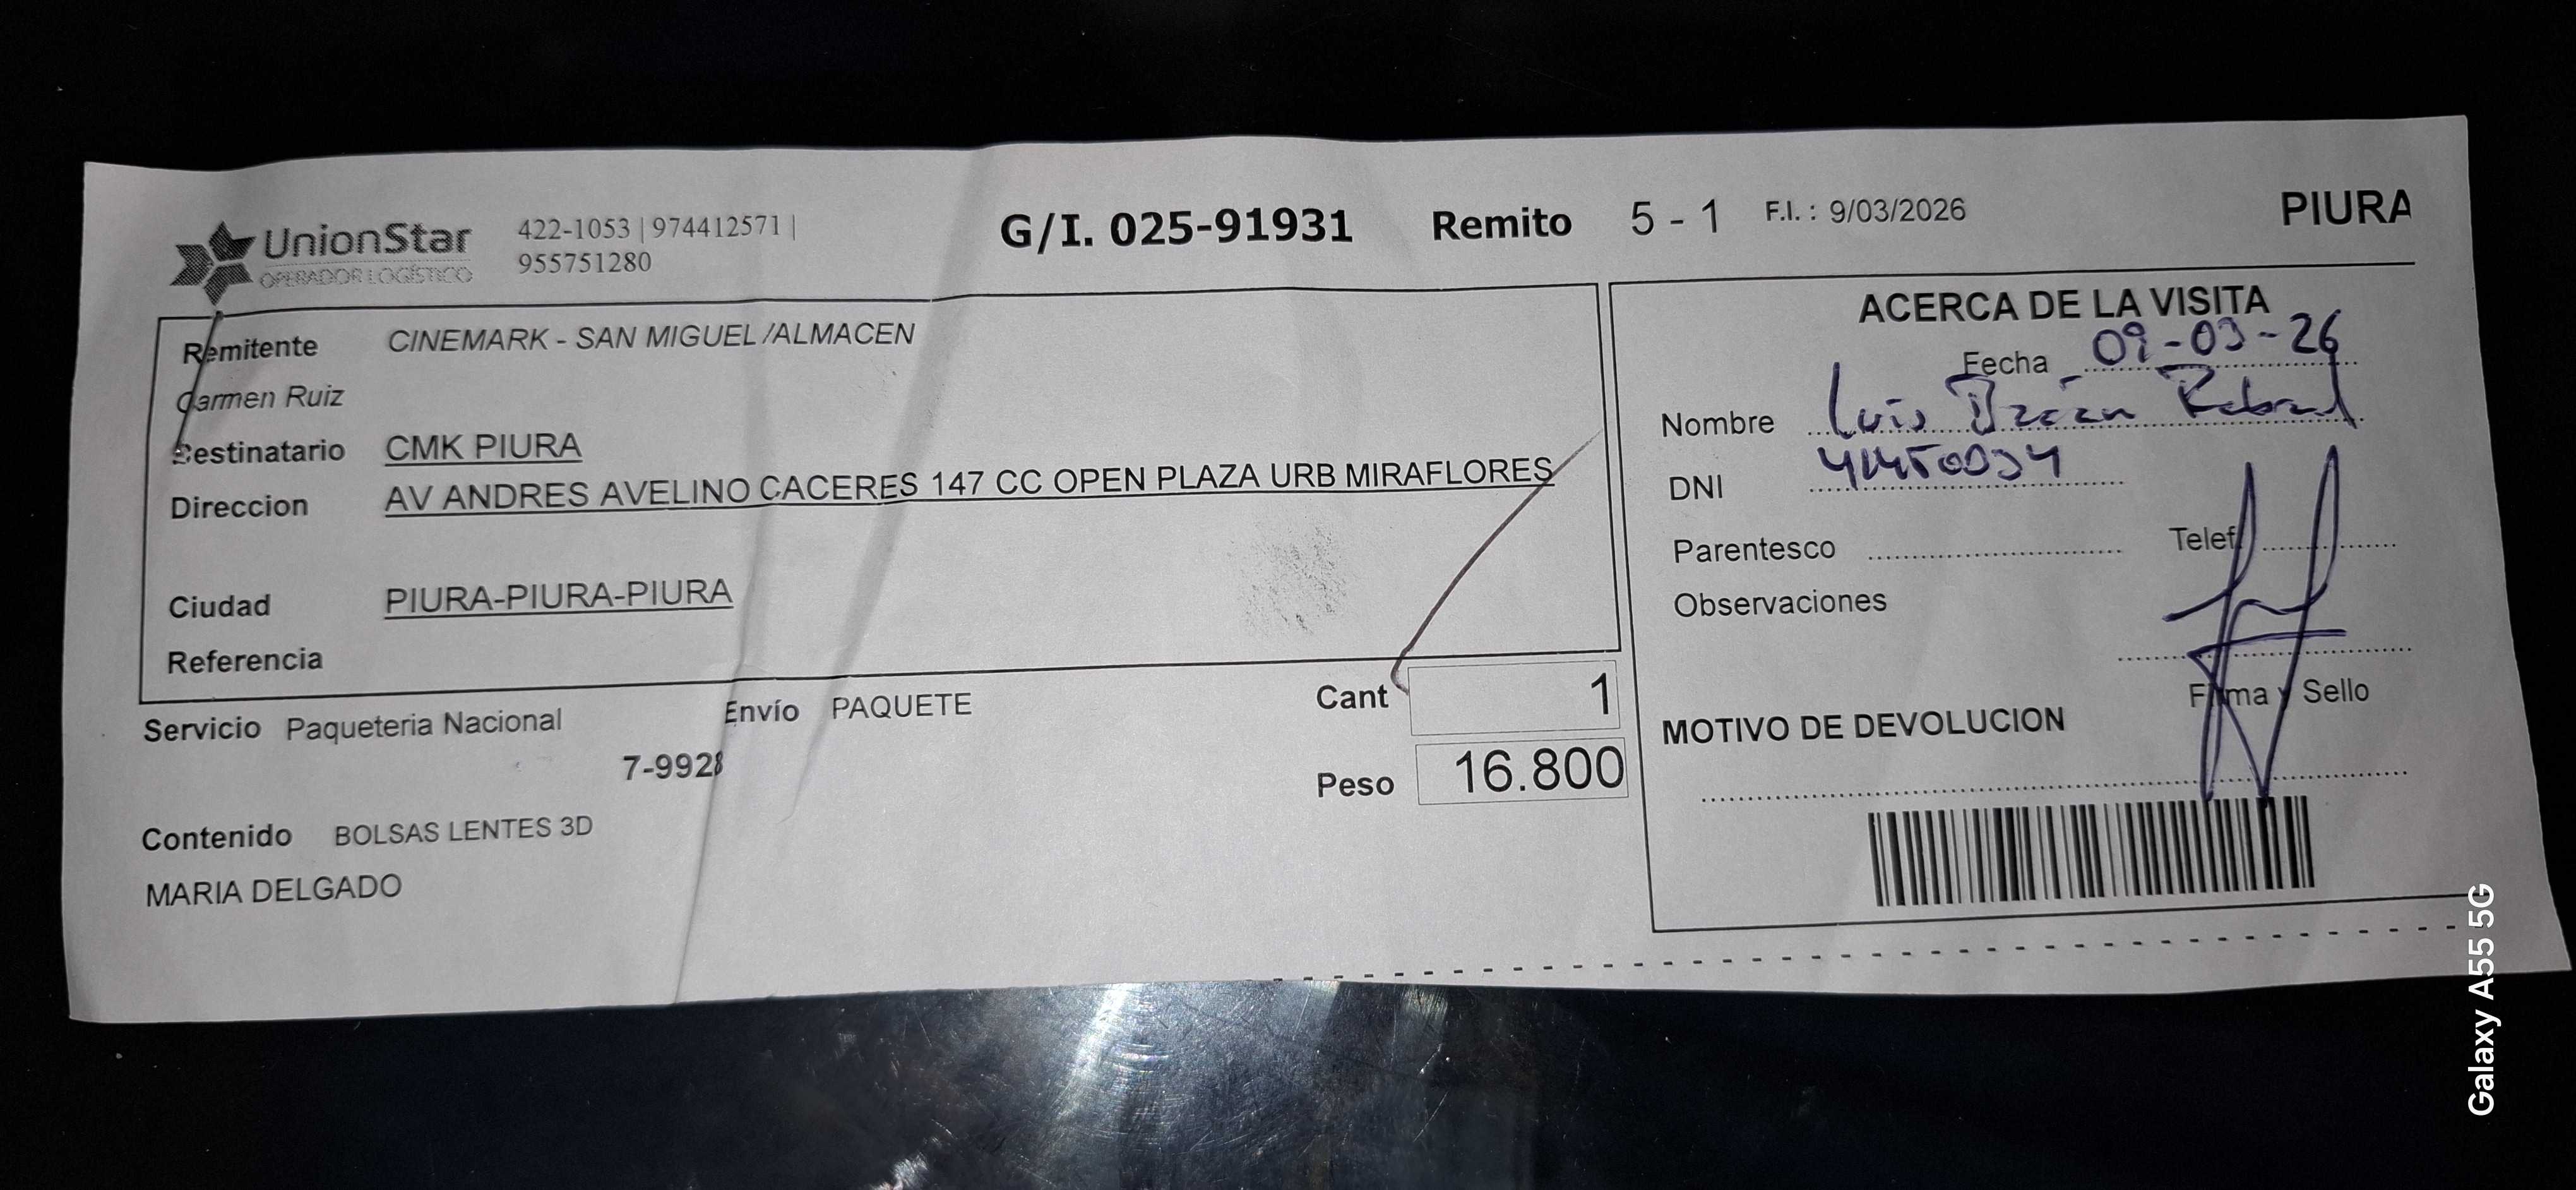 UnionStar
OPERADOR LOGÍSTICO
422-1053 | 974412571 |
955751280
G/I. 025-91931 Remito 5 - 1 F.I. : 9/03/2026 PIURA
Remitente CINEMARK - SAN MIGUEL /ALMACEN
Carmen Ruiz
Destinatario CMK PIURA
Direccion AV ANDRES AVELINO CACERES 147 CC OPEN PLAZA URB MIRAFLORES
Ciudad PIURA-PIURA-PIURA
Referencia
Servicio Paqueteria Nacional Envío PAQUETE
7-9928
Cant 1
Peso 16.800
Contenido BOLSAS LENTES 3D
MARIA DELGADO
ACERCA DE LA VISITA
Fecha 09-03-26
Nombre Luis
DNI
Parentesco Telef.
Observaciones
Firma y Sello
MOTIVO DE DEVOLUCION
Galaxy A55 5G